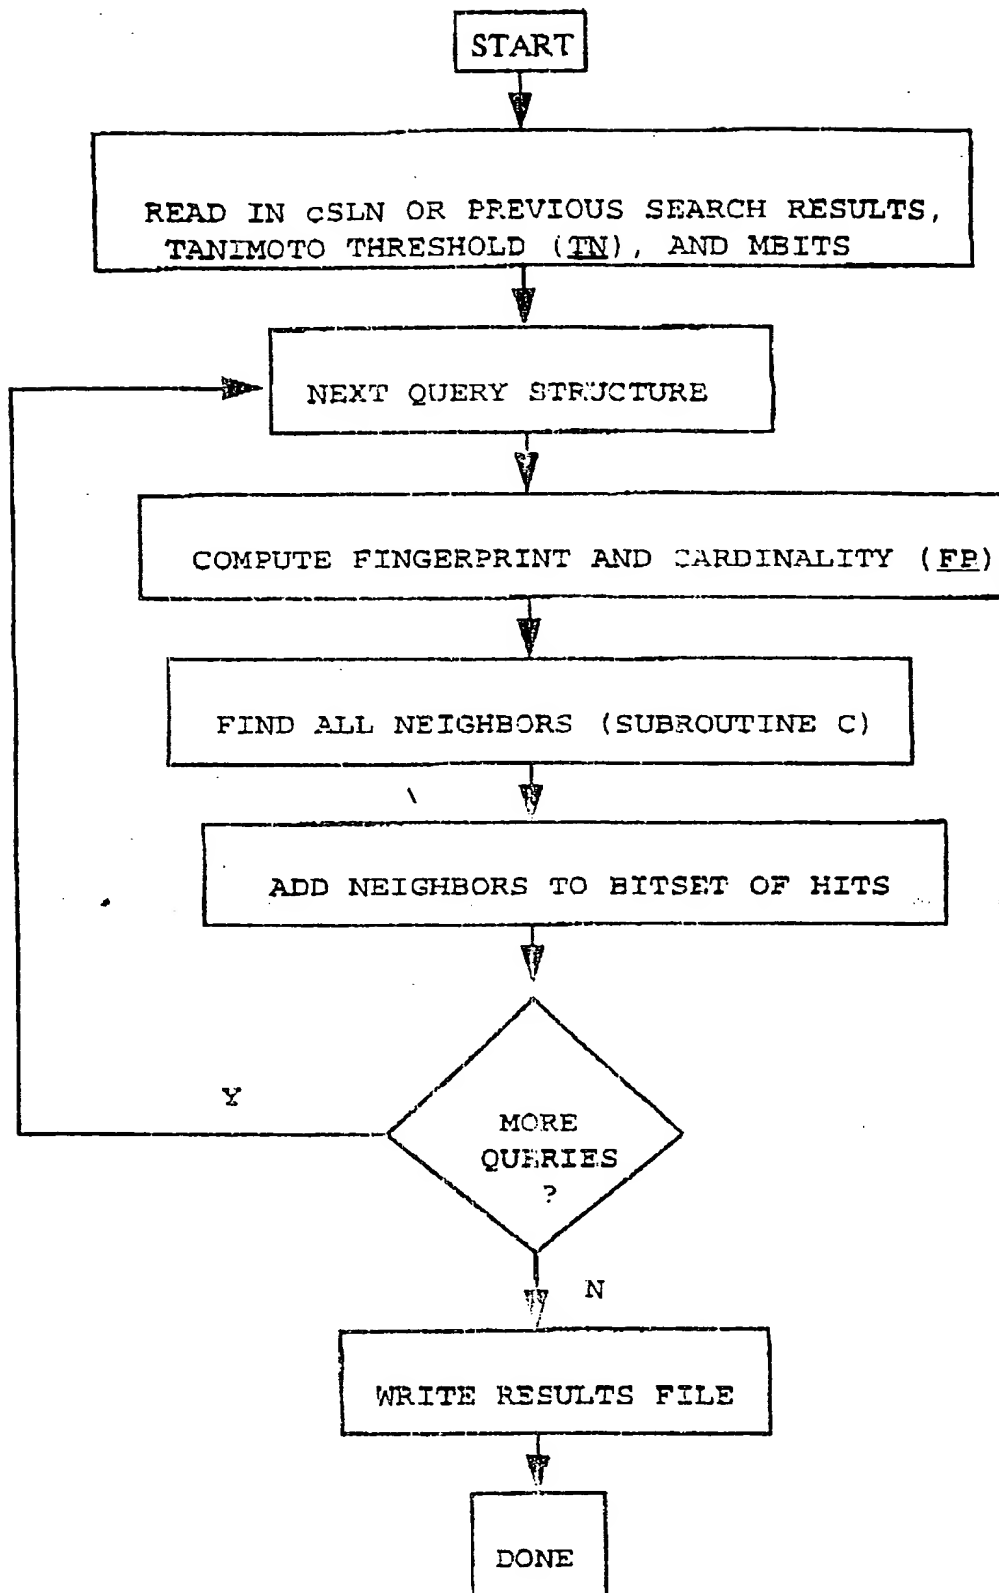 START
READ IN cSLN OR PREVIOUS SEARCH RESULTS,
TANIMOTO THRESHOLD (TN), AND MBITS
NEXT QUERY STRUCTURE
COMPUTE FINGERPRINT AND CARDINALITY (FP)
FIND ALL NEIGHBORS (SUBROUTINE C)
ADD NEIGHBORS TO BITSET OF HITS
Y
MORE
QUERIES
?
N
WRITE RESULTS FILE
DONE